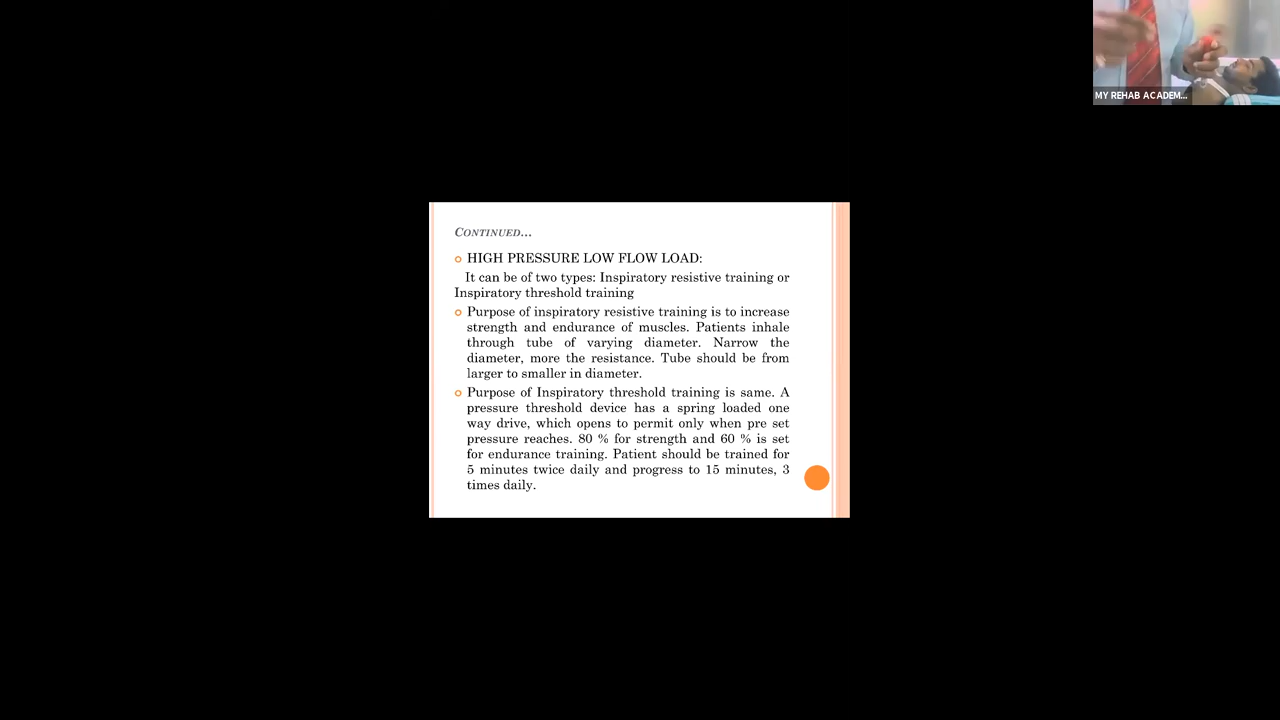 MY REHAB ACADEM...
CONTINUED...
HIGH PRESSURE LOW FLOW LOAD:
It can be of two types: Inspiratory resistive training or
Inspiratory threshold training
Purpose of inspiratory resistive training is to increase
strength and endurance of muscles. Patients inhale
through tube of varying diameter. Narrow the
diameter, more the resistance. Tube should be from
larger to smaller in diameter.
Purpose of Inspiratory threshold training is same. A
pressure threshold device has a spring loaded one
way drive, which opens to permit only when pre set
pressure reaches. 80 % for strength and 60 % is set
for endurance training. Patient should be trained for
5 minutes twice daily and progress to 15 minutes, 3
times daily.